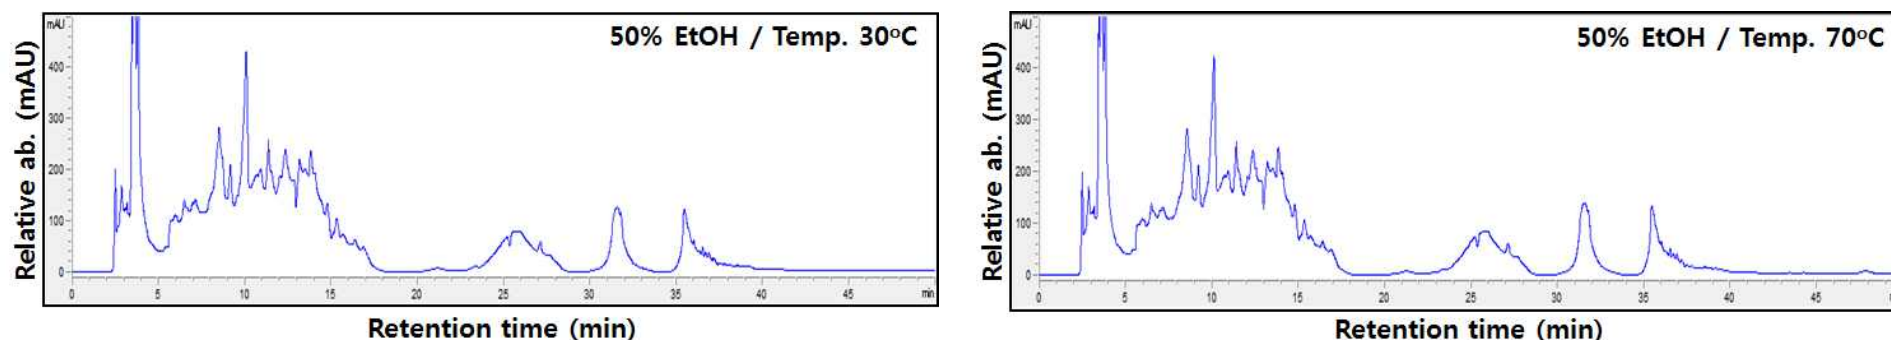 mAU
50% EtOH / Temp. 30°C
400
300
200
100
0
0 5 10 15 20 25 30 35 40 45 min
Relative ab. (mAU)
Retention time (min)
mAU
50% EtOH / Temp. 70°C
400
300
200
100
0
0 5 10 15 20 25 30 35 40 45
Relative ab. (mAU)
Retention time (min)